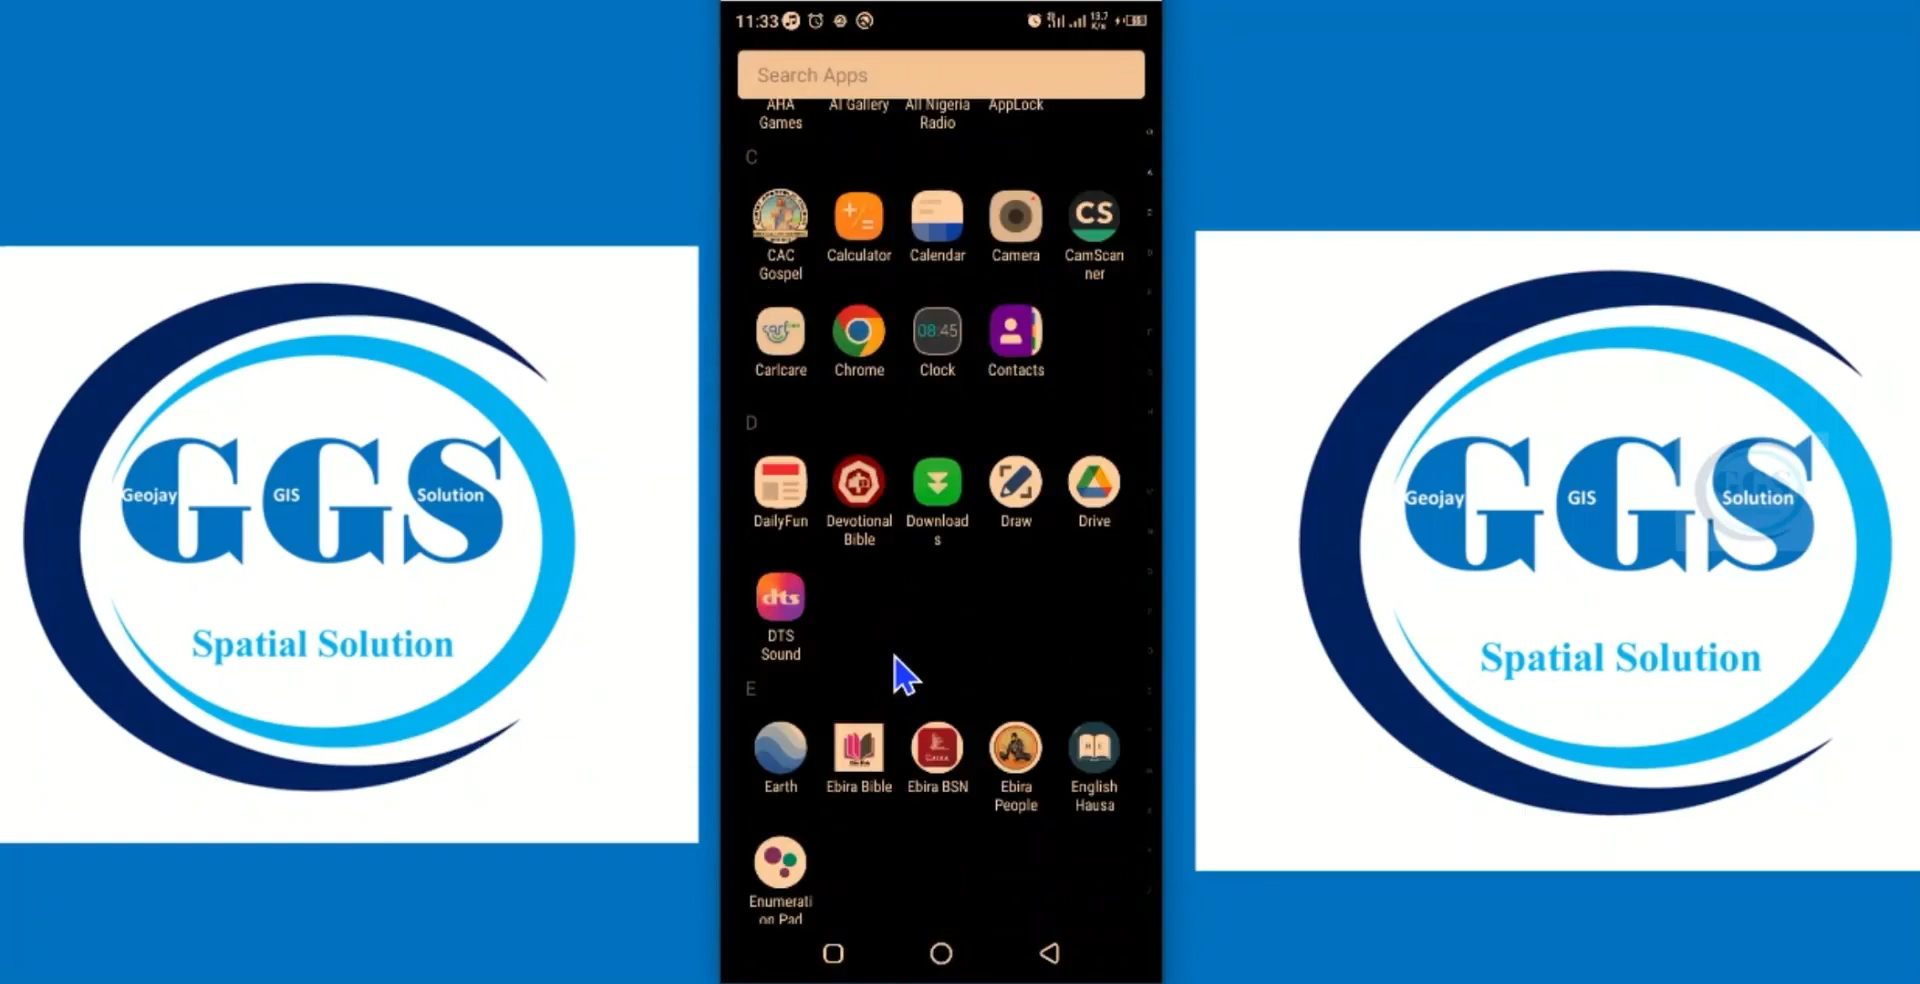 11:33
13.7
K/s
Search Apps
AHA Games
AI Gallery
All Nigeria Radio
AppLock
C
CAC Gospel
Calculator
Calendar
Camera
CS
CamScan
ner
carl
Carlcare
Chrome
08:45
Clock
Contacts
D
DailyFun
Devotional Bible
Download
s
Draw
Drive
dts
DTS Sound
E
Earth
Ebira Bible
Ebira BSN
Ebira People
English Hausa
Enumerati
on Pad
GGS
Geojay GIS Solution
Spatial Solution
GGS
Geojay GIS Solution
Spatial Solution